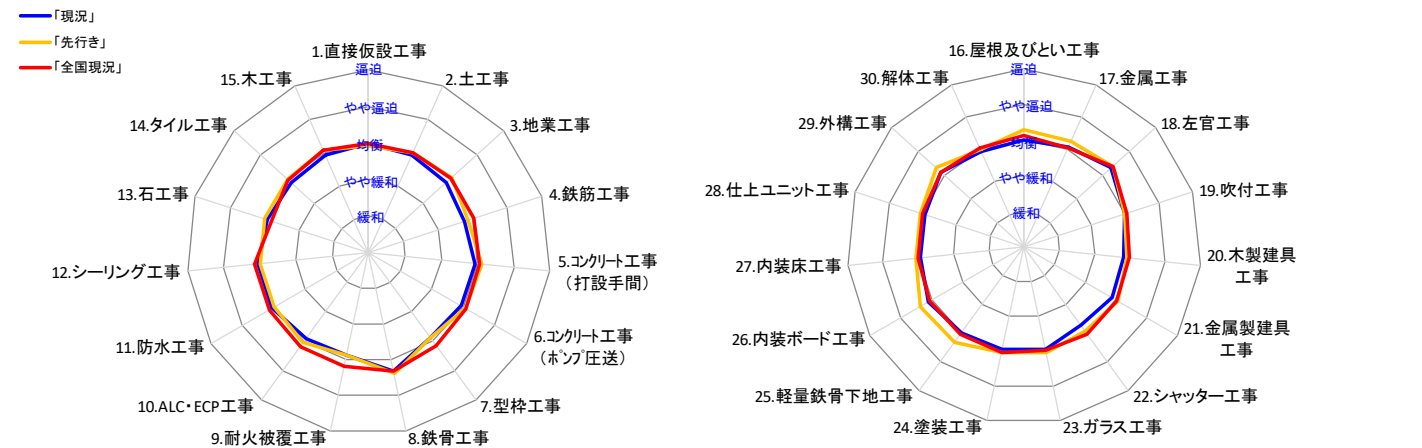 「現況」
「先行き」
「全国現況」
1.直接仮設工事
2.土工事
3.地業工事
4.鉄筋工事
5.ｺﾝｸﾘｰﾄ工事
（打設手間）
6.ｺﾝｸﾘｰﾄ工事
（ﾎﾟﾝﾌﾟ圧送）
7.型枠工事
8.鉄骨工事
9.耐火被覆工事
10.ALC・ECP工事
11.防水工事
12.シーリング工事
13.石工事
14.タイル工事
15.木工事
逼迫
やや逼迫
均衡
やや緩和
緩和
16.屋根及びとい工事
17.金属工事
18.左官工事
19.吹付工事
20.木製建具
工事
21.金属製建具
工事
22.シャッター工事
23.ガラス工事
24.塗装工事
25.軽量鉄骨下地工事
26.内装ボード工事
27.内装床工事
28.仕上ユニット工事
29.外構工事
30.解体工事
逼迫
やや逼迫
均衡
やや緩和
緩和